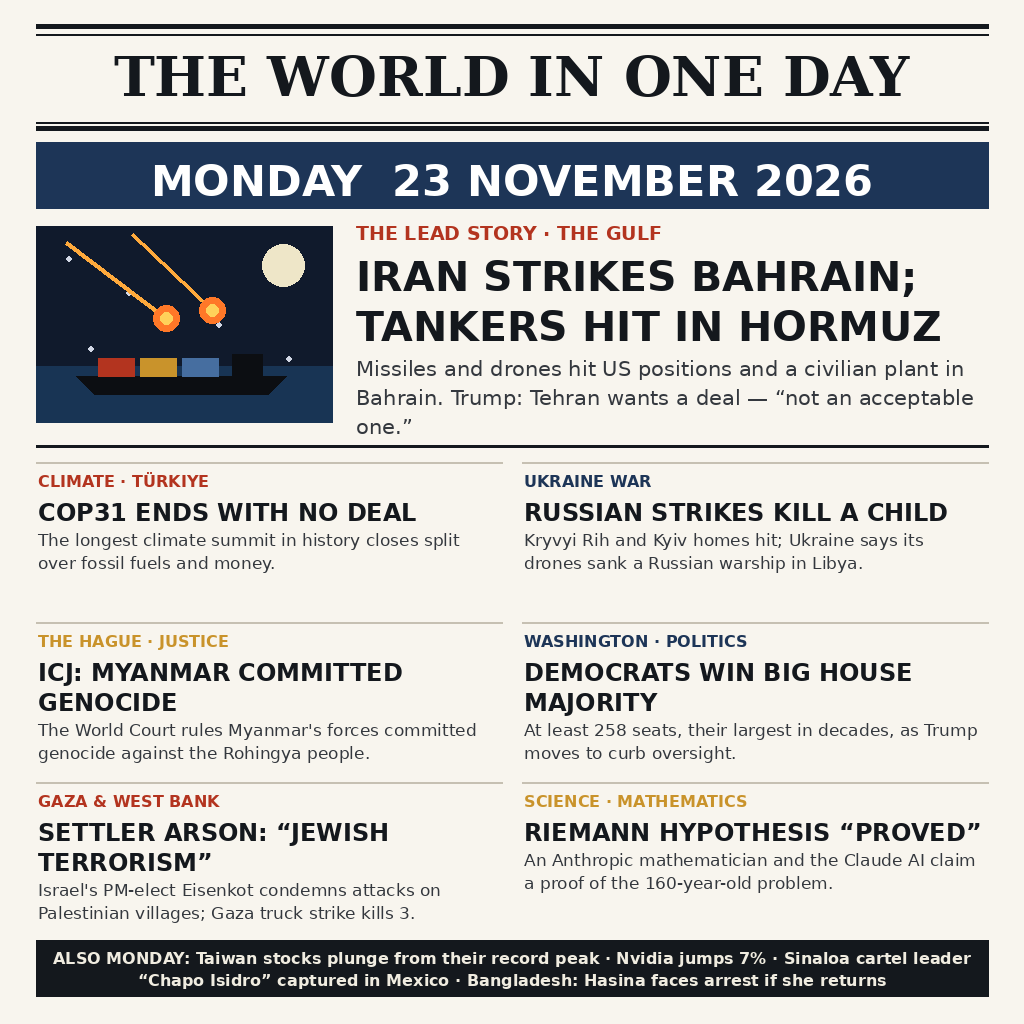 THE WORLD IN ONE DAY
MONDAY 23 NOVEMBER 2026
THE LEAD STORY · THE GULF
IRAN STRIKES BAHRAIN;
TANKERS HIT IN HORMUZ
Missiles and drones hit US positions and a civilian plant in
Bahrain. Trump: Tehran wants a deal — “not an acceptable
one.”
CLIMATE · TÜRKIYE
COP31 ENDS WITH NO DEAL
The longest climate summit in history closes split
over fossil fuels and money.
UKRAINE WAR
RUSSIAN STRIKES KILL A CHILD
Kryvyi Rih and Kyiv homes hit; Ukraine says its
drones sank a Russian warship in Libya.
THE HAGUE · JUSTICE
ICJ: MYANMAR COMMITTED
GENOCIDE
The World Court rules Myanmar's forces committed
genocide against the Rohingya people.
WASHINGTON · POLITICS
DEMOCRATS WIN BIG HOUSE
MAJORITY
At least 258 seats, their largest in decades, as Trump
moves to curb oversight.
GAZA & WEST BANK
SETTLER ARSON: “JEWISH
TERRORISM”
Israel's PM-elect Eisenkot condemns attacks on
Palestinian villages; Gaza truck strike kills 3.
SCIENCE · MATHEMATICS
RIEMANN HYPOTHESIS “PROVED”
An Anthropic mathematician and the Claude AI claim
a proof of the 160-year-old problem.
ALSO MONDAY: Taiwan stocks plunge from their record peak · Nvidia jumps 7% · Sinaloa cartel leader
“Chapo Isidro” captured in Mexico · Bangladesh: Hasina faces arrest if she returns